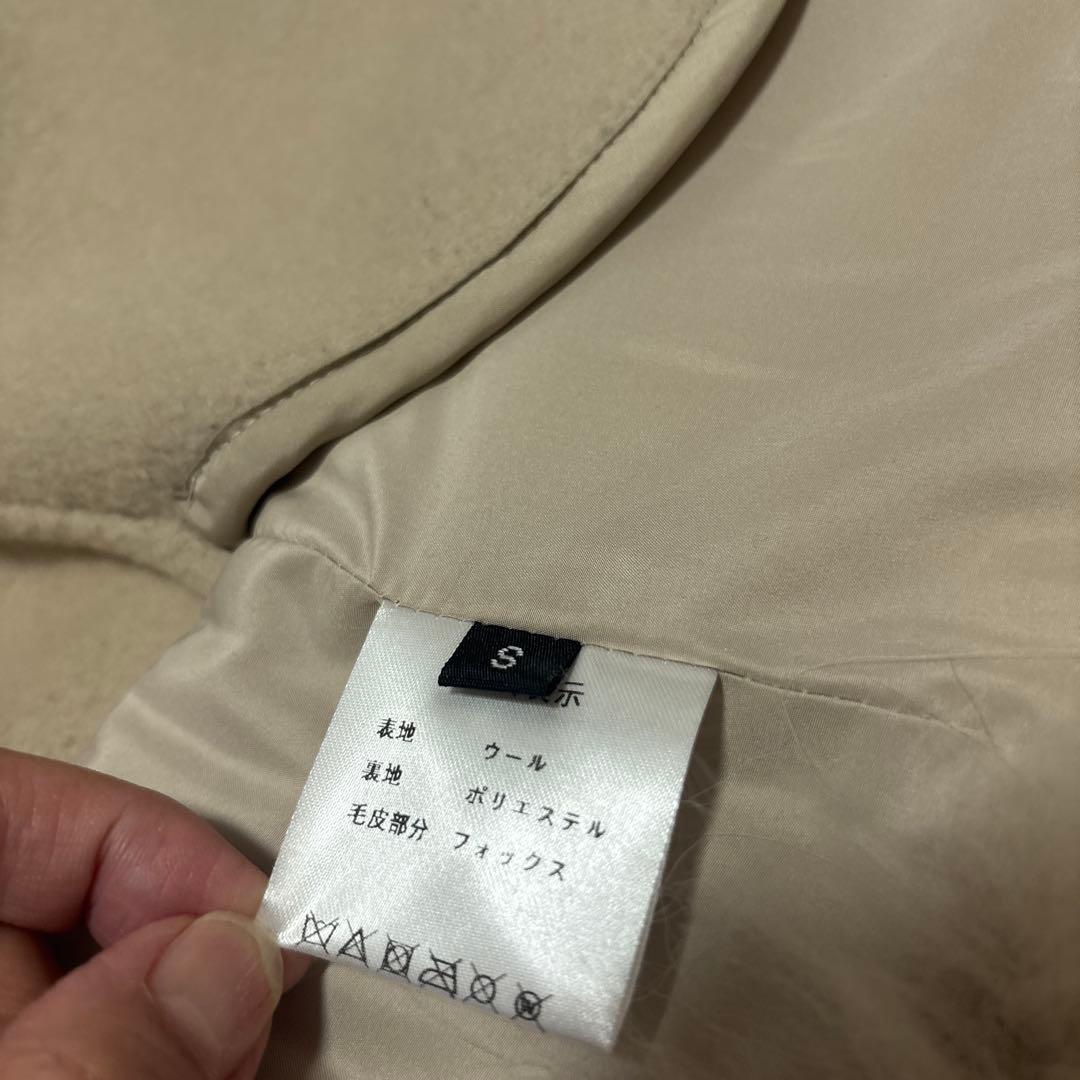 S
示
表地 ウール
裏地 ポリエステル
毛皮部分 フォックス
W